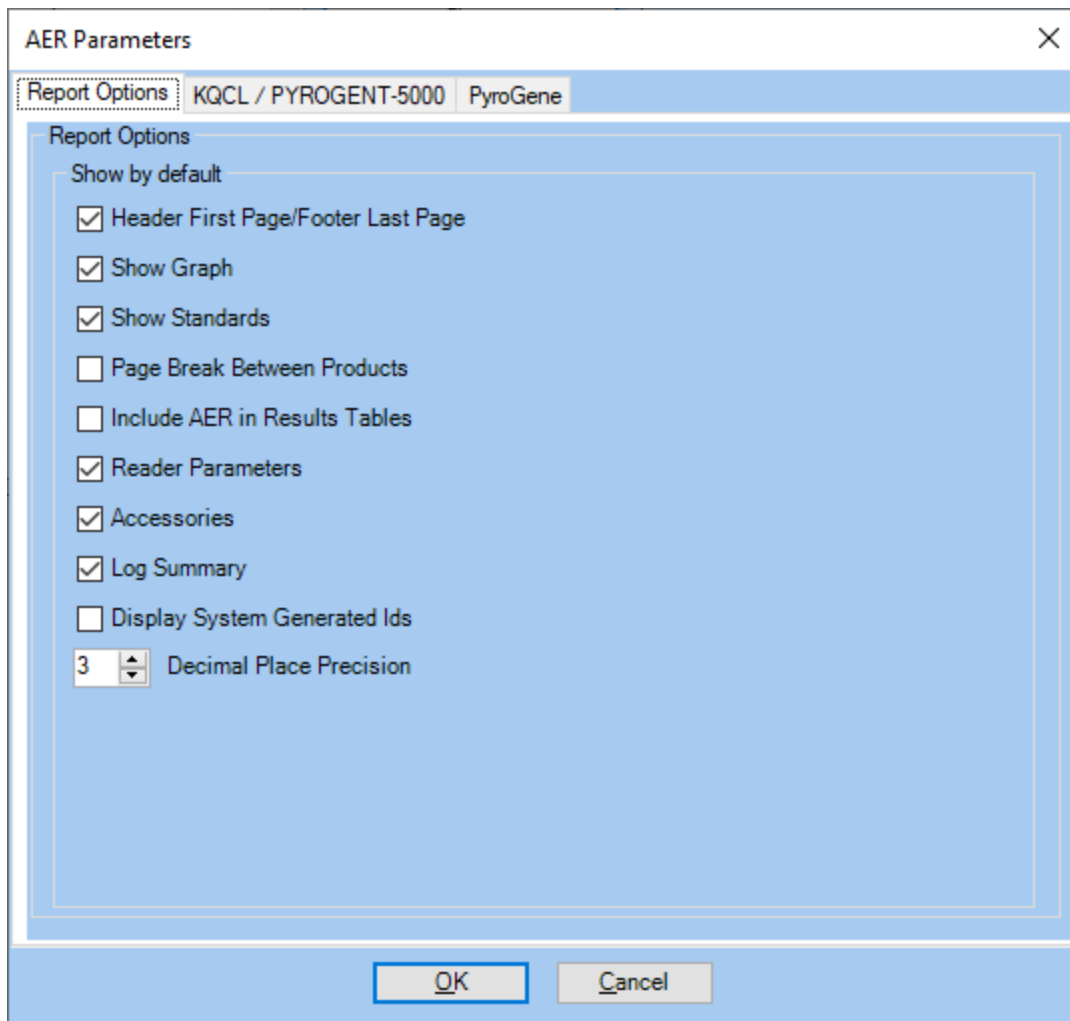 AER Parameters
Report Options KQCL / PYROGENT-5000 PyroGene
Report Options
Show by default
Header First Page/Footer Last Page
Show Graph
Show Standards
Page Break Between Products
Include AER in Results Tables
Reader Parameters
Accessories
Log Summary
Display System Generated Ids
3 Decimal Place Precision
OK Cancel